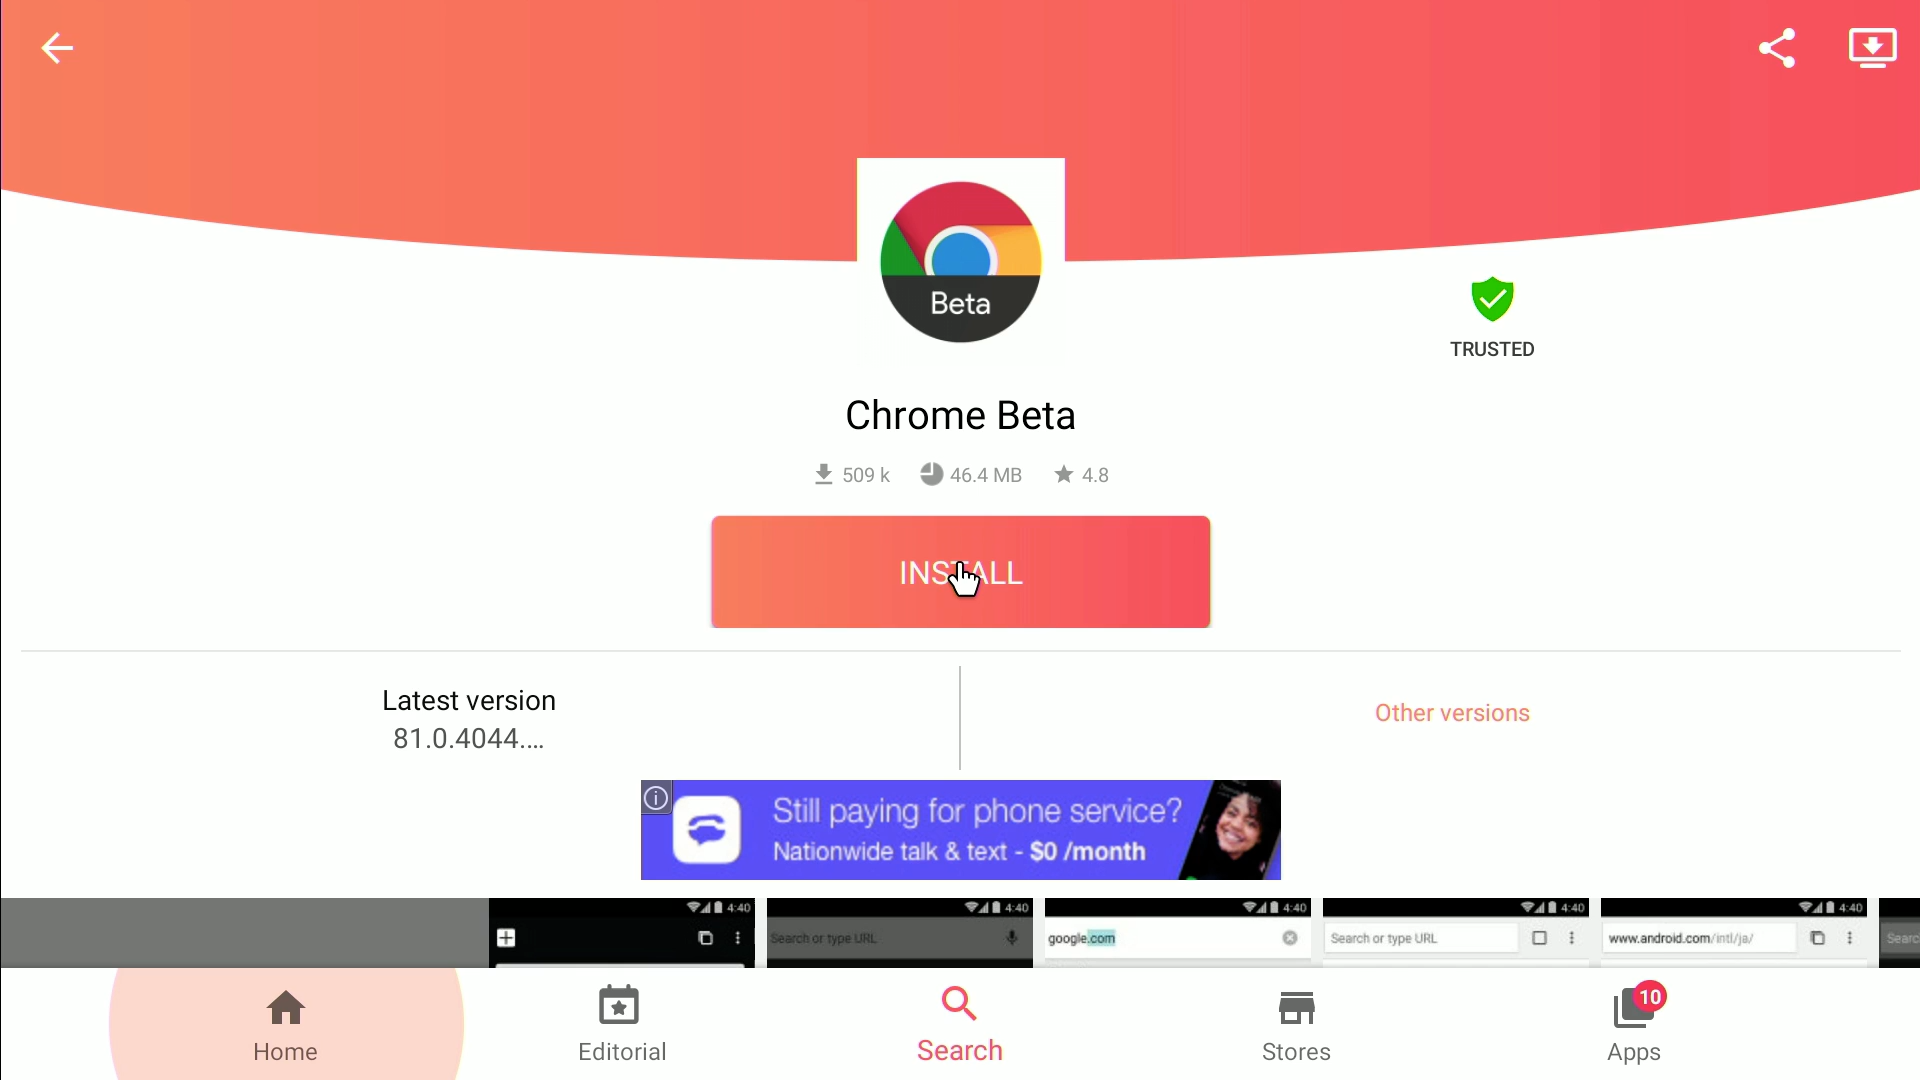 Beta
TRUSTED
Chrome Beta
509 k 46.4 MB 4.8
INSTALL
Latest version
81.0.4044....
Other versions
Still paying for phone service?
Nationwide talk & text - $0 /month
4:40 4:40 4:40 4:40 4:40
Search or type URL google.com Search or type URL www.android.com/intl/ja/ Searc
10
Home Editorial Search Stores Apps